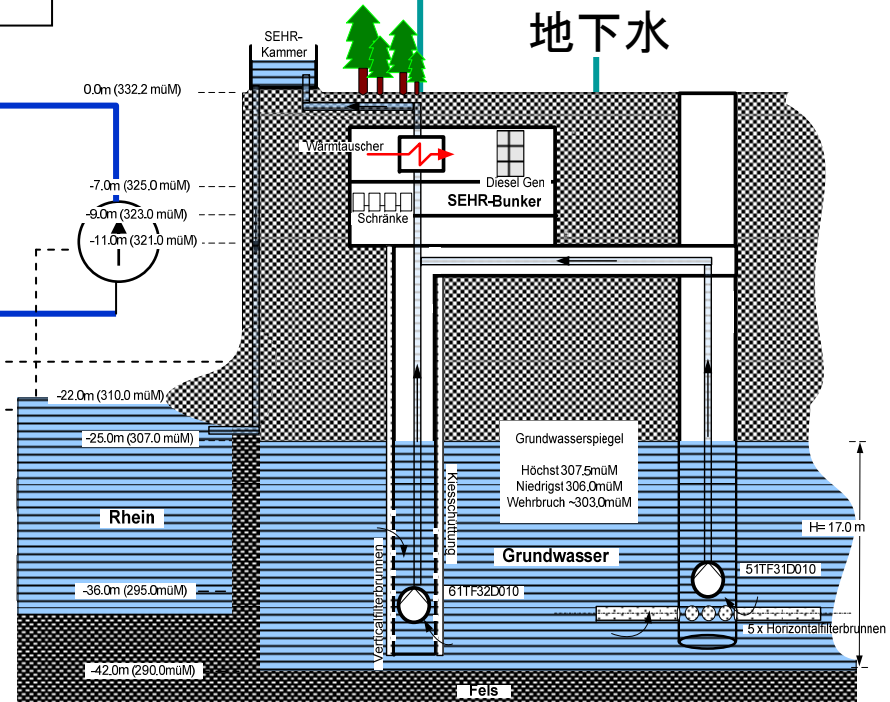 地下水
SEHR-
Kammer
0.0m (332.2 müM)
Wärmtauscher
-7.0m (325.0 müM)
Diesel Gen
SEHR-Bunker
-9.0m (323.0 müM)
Schränke
-11.0m (321.0 müM)
-22.0m (310.0 müM)
-25.0m (307.0 müM)
Grundwasserspiegel
Höchst 307.5müM
Niedrigst 306.0müM
Wehrbruch ~303.0müM
Kiesschüttung
Rhein
H= 17.0 m
Grundwasser
51TF31D010
-36.0m (295.0müM)
61TF32D010
Verticalfilterbrunnen
5 x Horizontalfilterbrunnen
-42.0m (290.0müM)
Fels